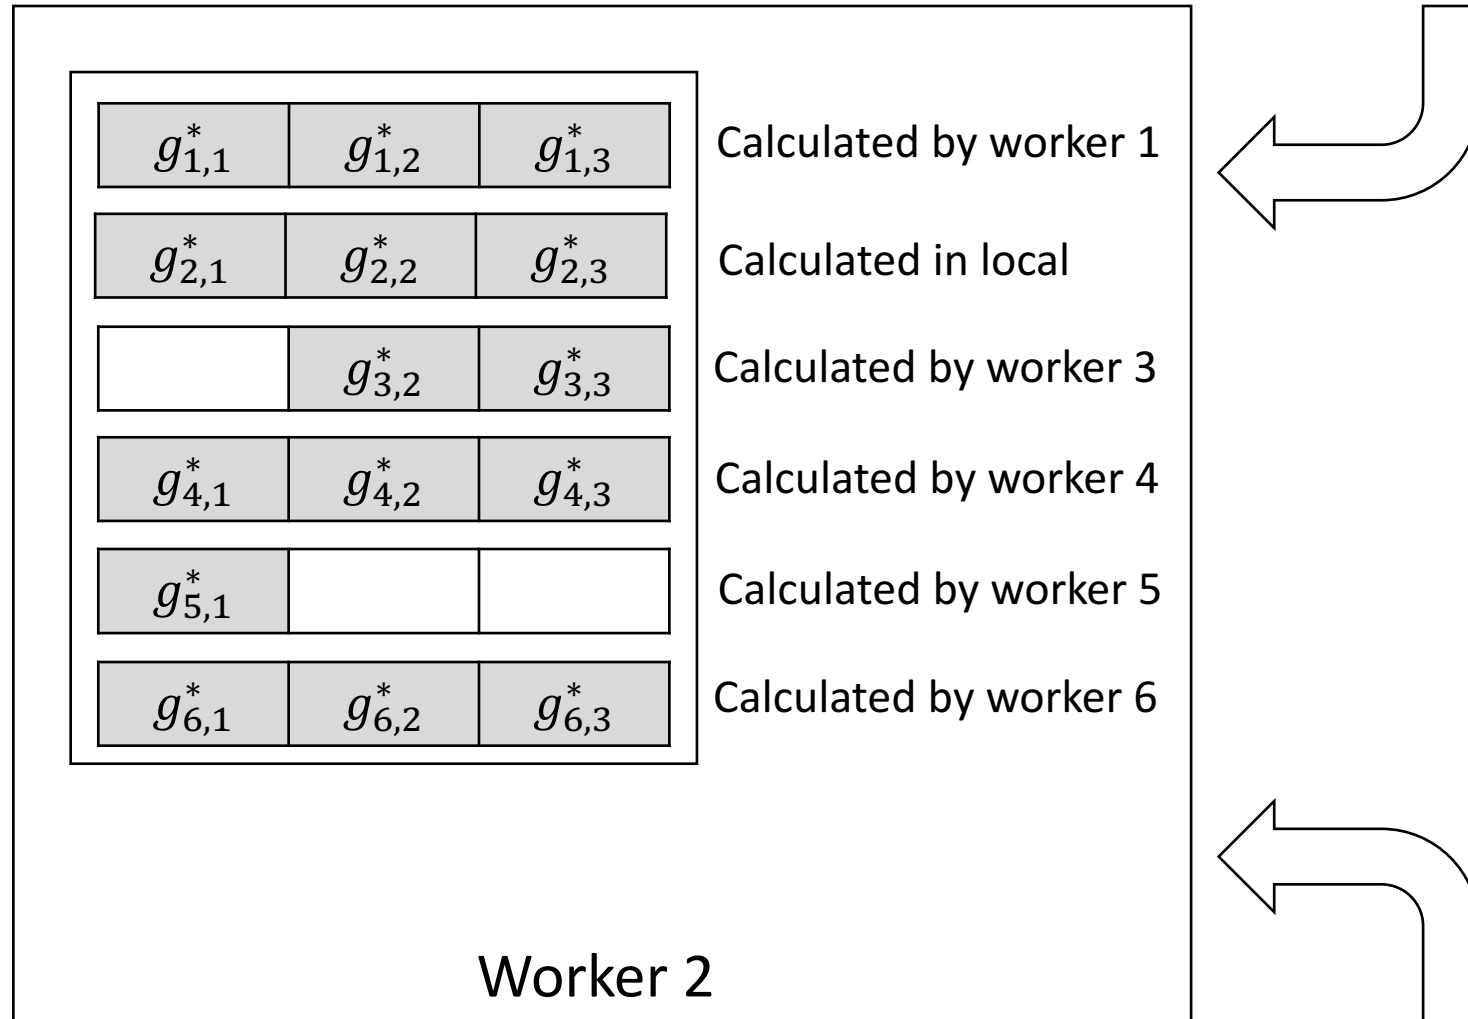 g*1,1 g*1,2 g*1,3 Calculated by worker 1
g*2,1 g*2,2 g*2,3 Calculated in local
g*3,2 g*3,3 Calculated by worker 3
g*4,1 g*4,2 g*4,3 Calculated by worker 4
g*5,1 Calculated by worker 5
g*6,1 g*6,2 g*6,3 Calculated by worker 6
Worker 2